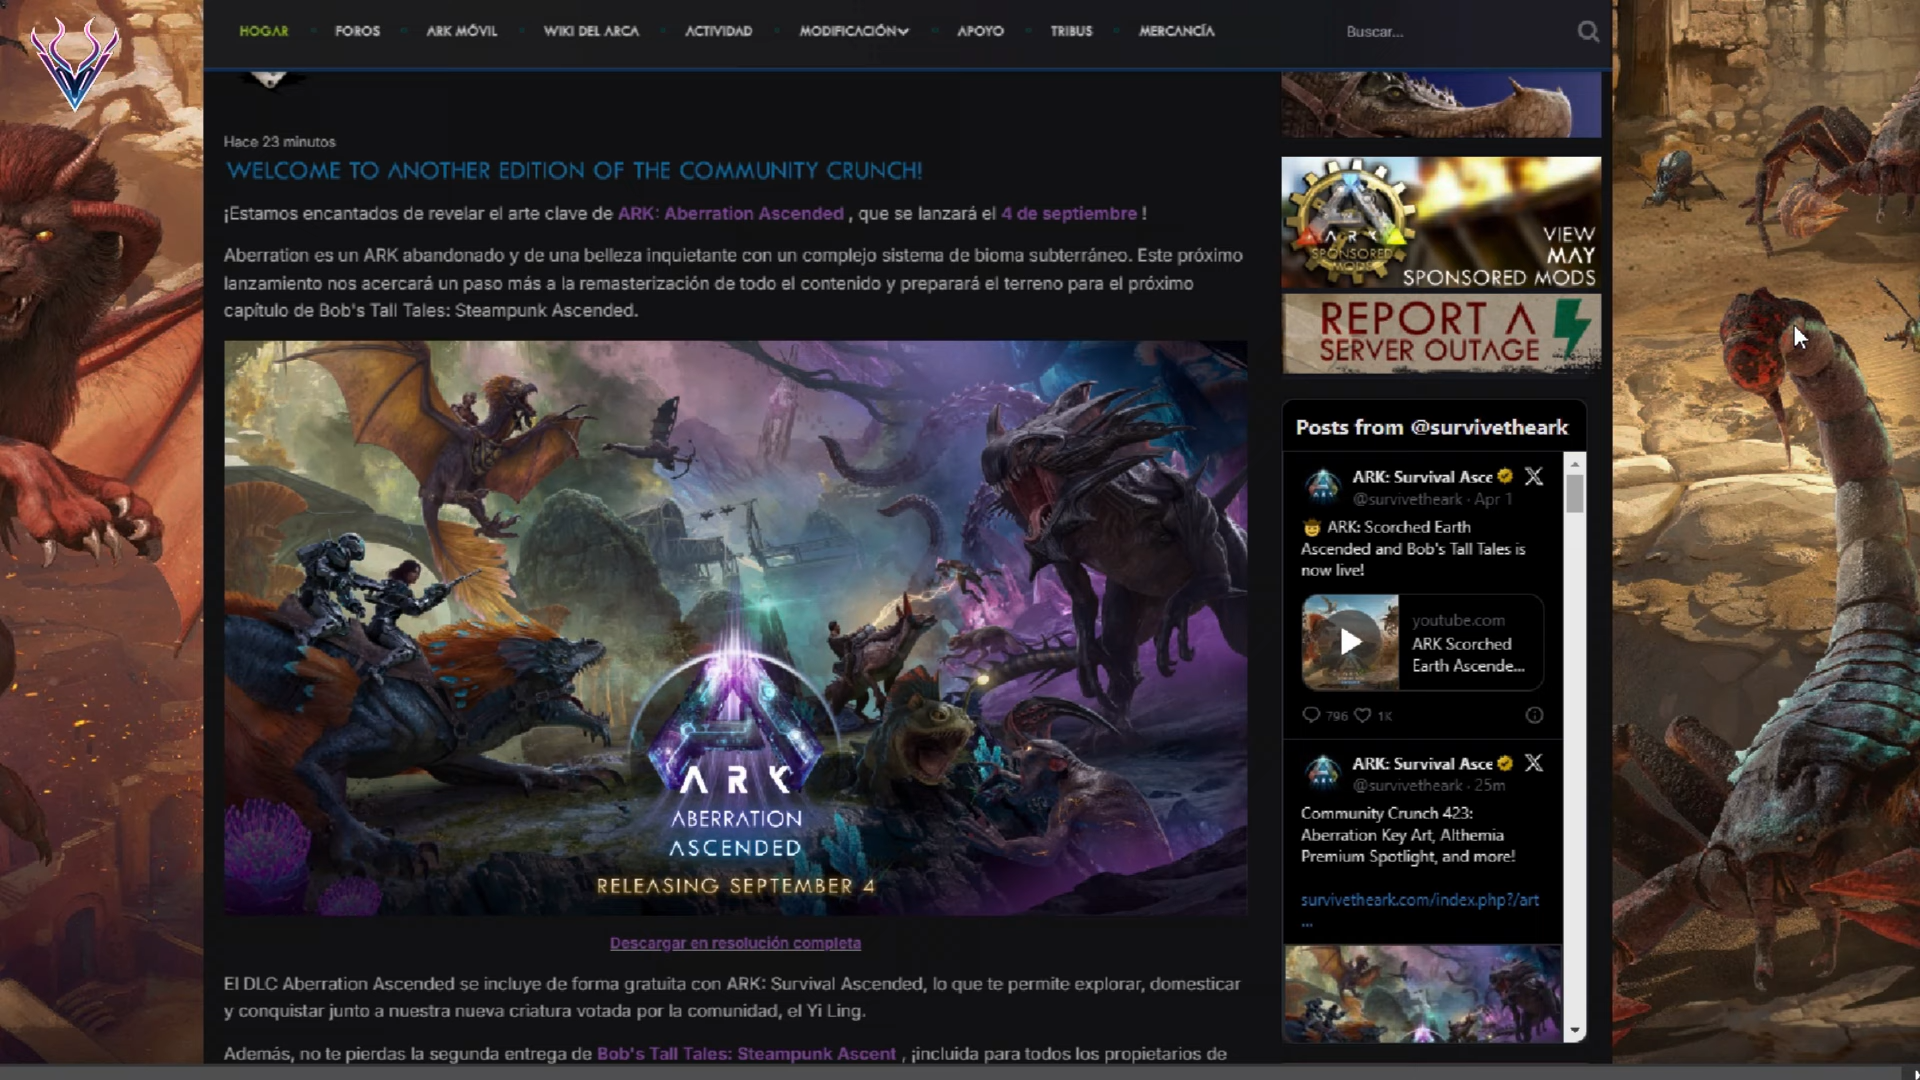 HOGAR
FOROS
ARK MÓVIL
WIKI DEL ARCA
ACTIVIDAD
MODIFICACIÓN
APOYO
TRIBUS
MERCANCÍA
Buscar...
Hace 23 minutos
WELCOME TO ANOTHER EDITION OF THE COMMUNITY CRUNCH!
¡Estamos encantados de revelar el arte clave de ARK: Aberration Ascended , que se lanzará el 4 de septiembre !
Aberration es un ARK abandonado y de una belleza inquietante con un complejo sistema de bioma subterráneo. Este próximo
lanzamiento nos acercará un paso más a la remasterización de todo el contenido y preparará el terreno para el próximo
capítulo de Bob's Tall Tales: Steampunk Ascended.
ARK
ABERRATION
ASCENDED
RELEASING SEPTEMBER 4
Descargar en resolución completa
El DLC Aberration Ascended se incluye de forma gratuita con ARK: Survival Ascended, lo que te permite explorar, domesticar
y conquistar junto a nuestra nueva criatura votada por la comunidad, el Yi Ling.
Además, no te pierdas la segunda entrega de Bob's Tall Tales: Steampunk Ascent , ¡incluida para todos los propietarios de
ARK
SPONSORED
MODS
VIEW
MAY
SPONSORED MODS
REPORT A
SERVER OUTAGE
Posts from @survivetheark
ARK: Survival Asce
@survivetheark · Apr 1
🤠 ARK: Scorched Earth
Ascended and Bob's Tall Tales is
now live!
youtube.com
ARK Scorched
Earth Ascende...
796 1K
ARK: Survival Asce
@survivetheark · 25m
Community Crunch 423:
Aberration Key Art, Althemia
Premium Spotlight, and more!
survivetheark.com/index.php?/art
...